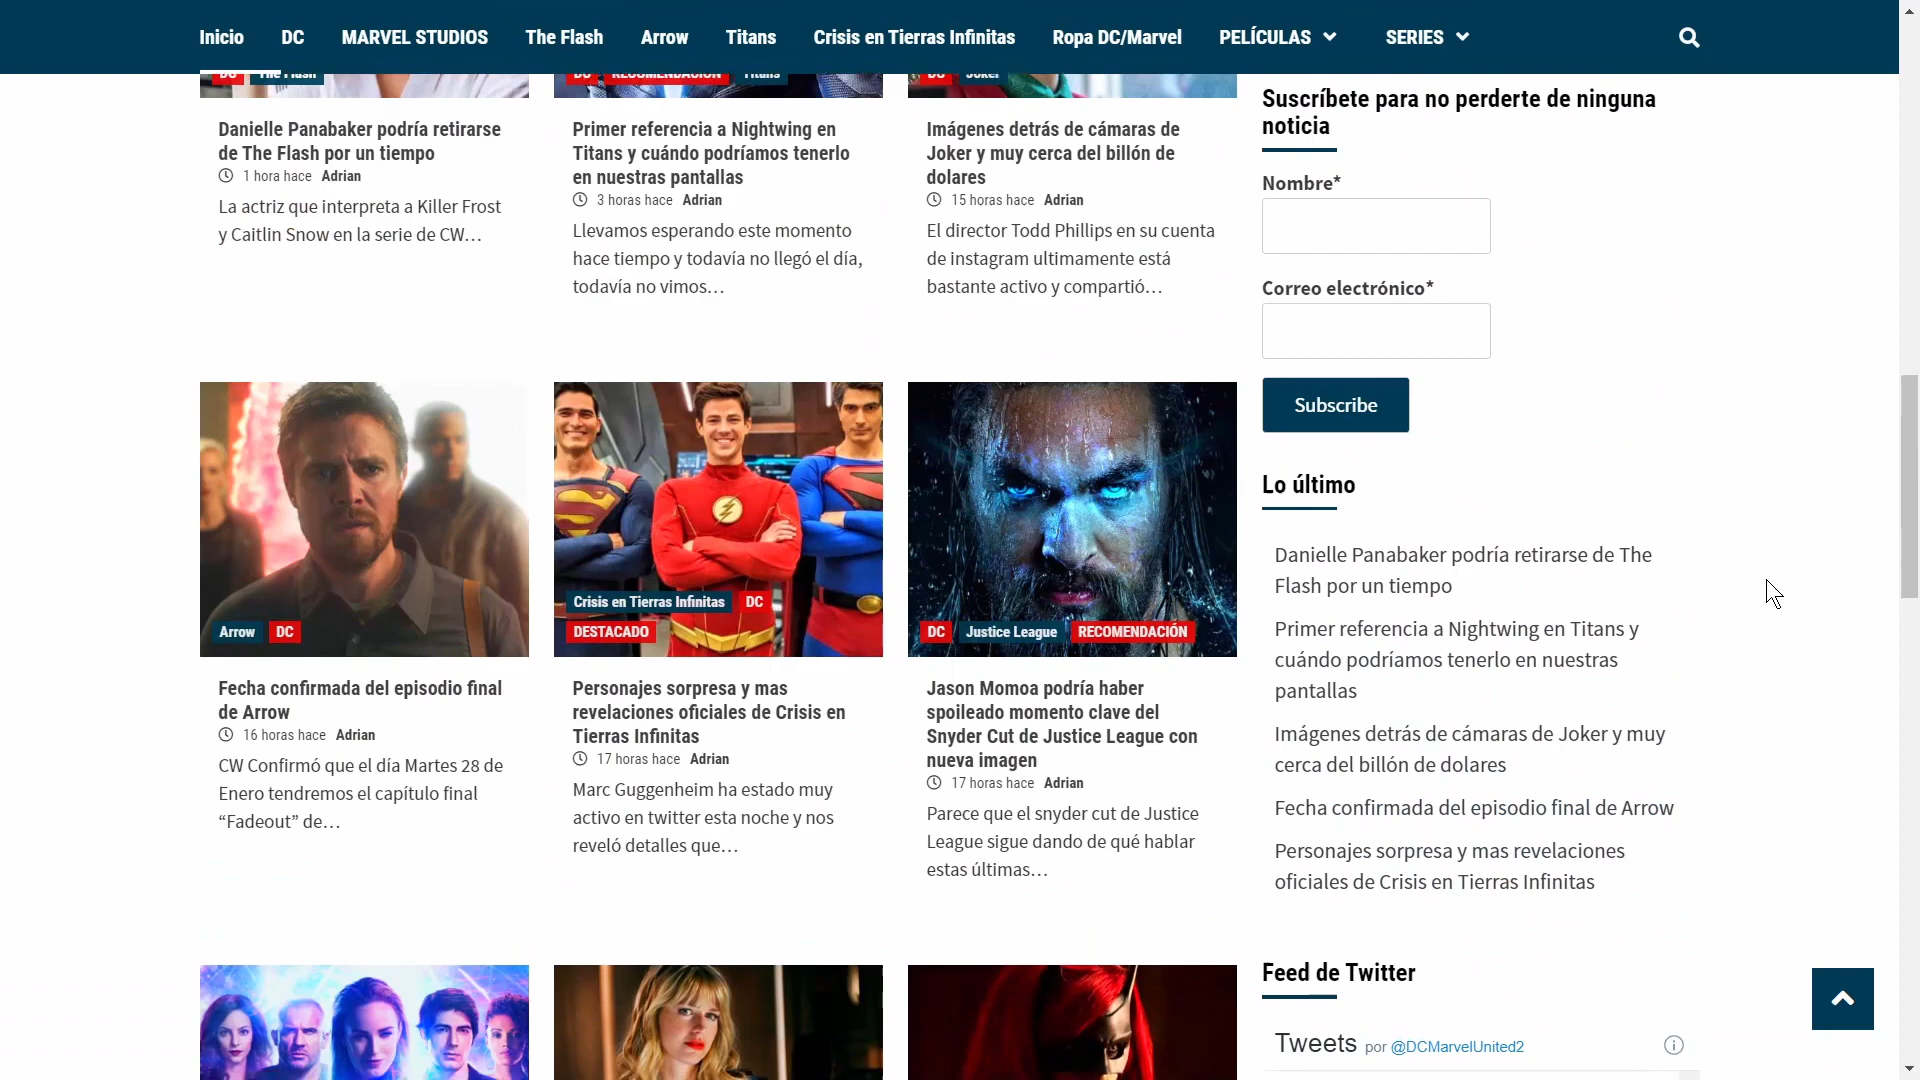 Inicio DC MARVEL STUDIOS The Flash Arrow Titans Crisis en Tierras Infinitas Ropa DC/Marvel PELÍCULAS SERIES
DC The Flash
DC RECOMENDACIÓN Titans
DC Joker
Danielle Panabaker podría retirarse
de The Flash por un tiempo
1 hora hace Adrian
La actriz que interpreta a Killer Frost
y Caitlin Snow en la serie de CW…
Primer referencia a Nightwing en
Titans y cuándo podríamos tenerlo
en nuestras pantallas
3 horas hace Adrian
Llevamos esperando este momento
hace tiempo y todavía no llegó el día,
todavía no vimos…
Imágenes detrás de cámaras de
Joker y muy cerca del billón de
dolares
15 horas hace Adrian
El director Todd Phillips en su cuenta
de instagram ultimamente está
bastante activo y compartió…
Arrow DC
Fecha confirmada del episodio final
de Arrow
16 horas hace Adrian
CW Confirmó que el día Martes 28 de
Enero tendremos el capítulo final
“Fadeout” de…
Crisis en Tierras Infinitas DC
DESTACADO
Personajes sorpresa y mas
revelaciones oficiales de Crisis en
Tierras Infinitas
17 horas hace Adrian
Marc Guggenheim ha estado muy
activo en twitter esta noche y nos
reveló detalles que…
DC Justice League RECOMENDACIÓN
Jason Momoa podría haber
spoileado momento clave del
Snyder Cut de Justice League con
nueva imagen
17 horas hace Adrian
Parece que el snyder cut de Justice
League sigue dando de qué hablar
estas últimas…
Suscríbete para no perderte de ninguna
noticia
Nombre*
Correo electrónico*
Subscribe
Lo último
Danielle Panabaker podría retirarse de The
Flash por un tiempo
Primer referencia a Nightwing en Titans y
cuándo podríamos tenerlo en nuestras
pantallas
Imágenes detrás de cámaras de Joker y muy
cerca del billón de dolares
Fecha confirmada del episodio final de Arrow
Personajes sorpresa y mas revelaciones
oficiales de Crisis en Tierras Infinitas
Feed de Twitter
Tweets por @DCMarvelUnited2